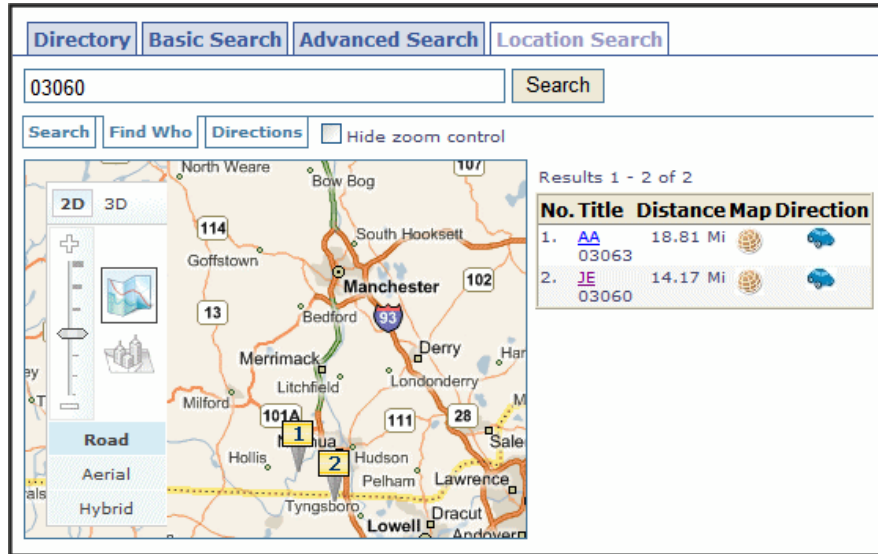 Directory Basic Search Advanced Search Location Search
03060 Search
Search Find Who Directions Hide zoom control
North Weare
107
Bow Bog
Results 1 - 2 of 2
2D 3D
No. Title Distance Map Direction
114
South Hooksett
1. AA 18.81 Mi
03063
Goffstown
2. JE 14.17 Mi
03060
Manchester
102
13
Bedford
93
Merrimack
Derry
Litchfield
Londonderry
Milford
101A
111
28
1
Road
Hollis
2
Hudson
Aerial
Pelham
Lawrence
Hybrid
Tyngsboro
Lowell
Dracut
Andover